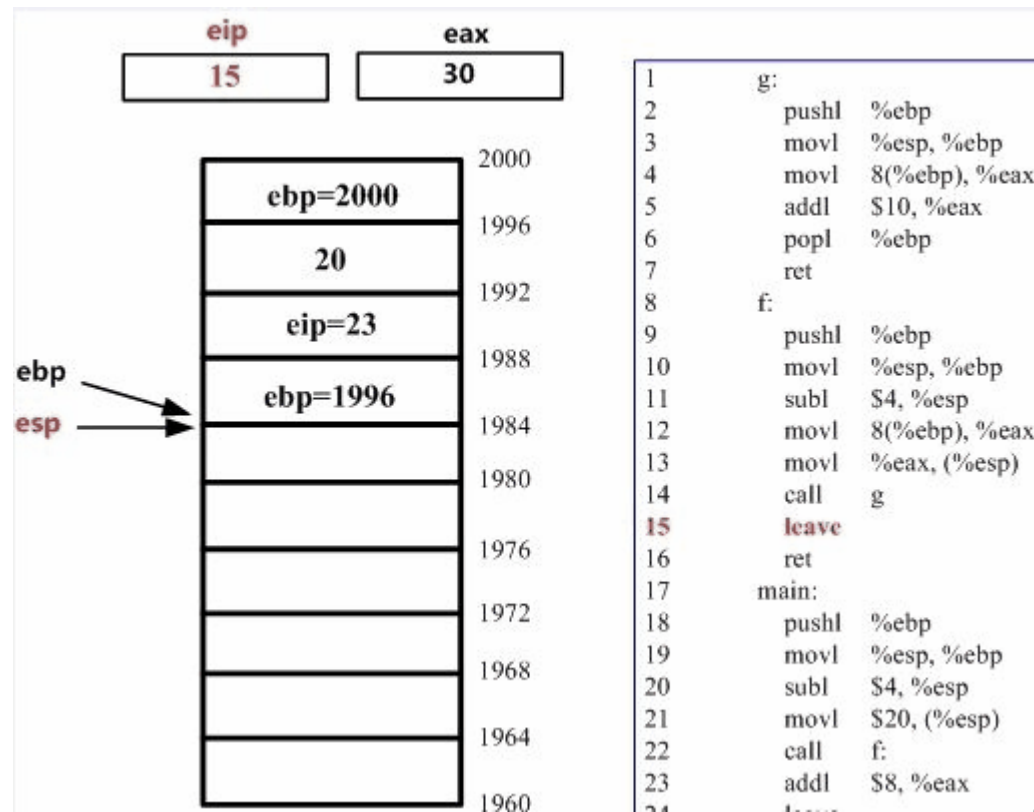 eip
eax
15
30
2000
ebp=2000
1996
20
1992
eip=23
1988
ebp
ebp=1996
esp
1984
1980
1976
1972
1968
1964
1960
1 g:
2 pushl %ebp
3 movl %esp, %ebp
4 movl 8(%ebp), %eax
5 addl $10, %eax
6 popl %ebp
7 ret
8 f:
9 pushl %ebp
10 movl %esp, %ebp
11 subl $4, %esp
12 movl 8(%ebp), %eax
13 movl %eax, (%esp)
14 call g
15 leave
16 ret
17 main:
18 pushl %ebp
19 movl %esp, %ebp
20 subl $4, %esp
21 movl $20, (%esp)
22 call f:
23 addl $8, %eax